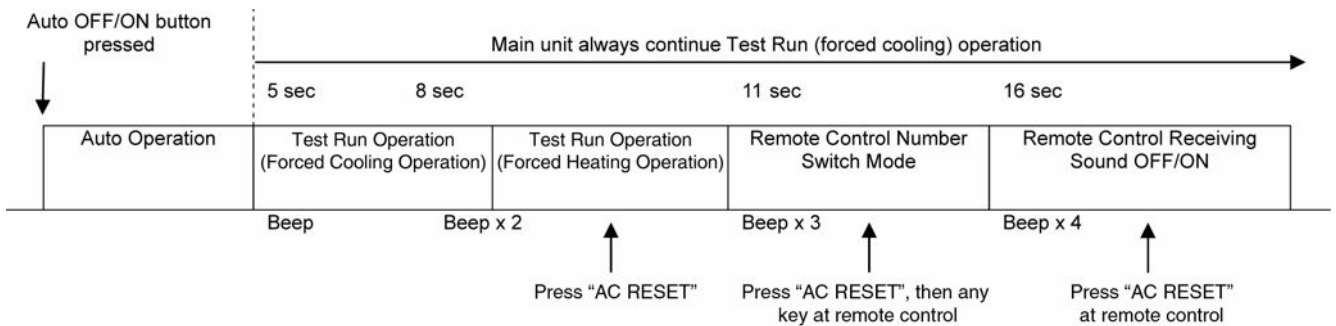 Auto OFF/ON button
pressed
Main unit always continue Test Run (forced cooling) operation
5 sec
8 sec
11 sec
16 sec
Auto Operation
Test Run Operation
(Forced Cooling Operation)
Test Run Operation
(Forced Heating Operation)
Remote Control Number
Switch Mode
Remote Control Receiving
Sound OFF/ON
Beep
Beep x 2
Beep x 3
Beep x 4
Press “AC RESET”
Press “AC RESET”, then any
key at remote control
Press “AC RESET”
at remote control